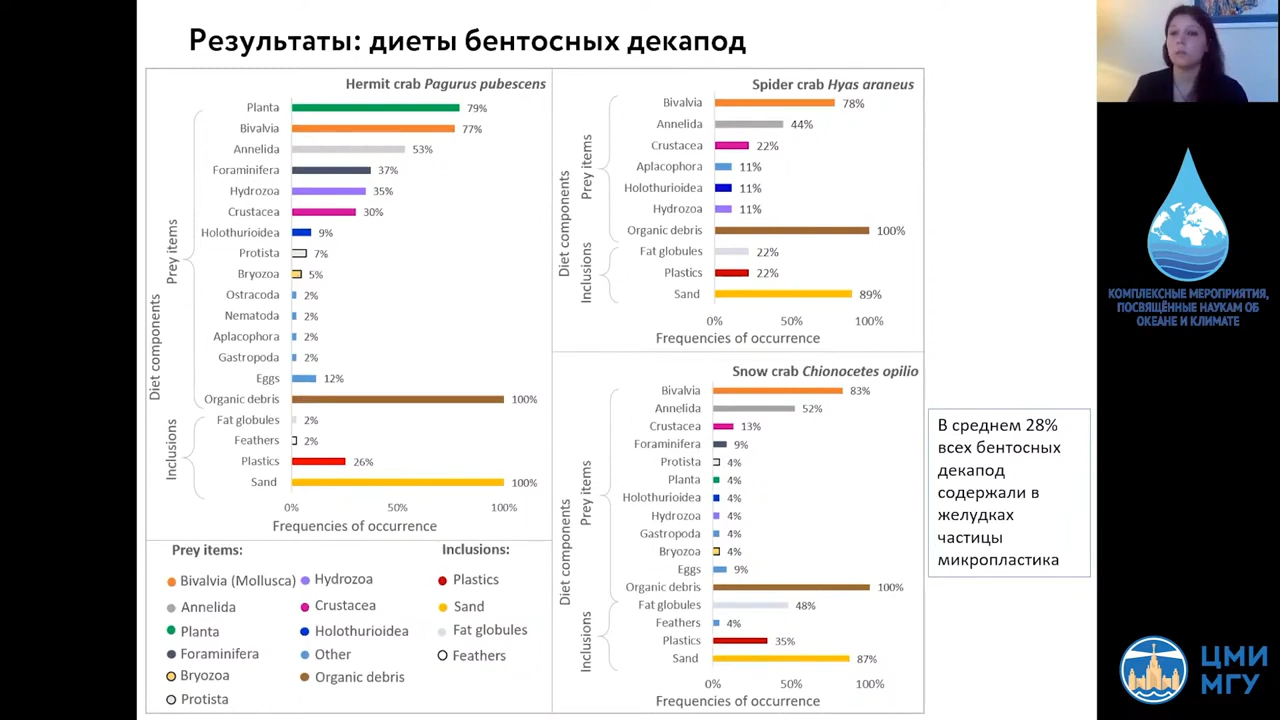 Результаты: диеты бентосных декапод
Hermit crab Pagurus pubescens
Planta 79%
Bivalvia 77%
Annelida 53%
Foraminifera 37%
Hydrozoa 35%
Crustacea 30%
Holothurioidea 9%
Protista 7%
Bryozoa 5%
Ostracoda 2%
Nematoda 2%
Aplacophora 2%
Gastropoda 2%
Eggs 12%
Organic debris 100%
Fat globules 2%
Feathers 2%
Plastics 26%
Sand 100%
0% 50% 100%
Frequencies of occurrence
Diet components
Prey items
Inclusions
Spider crab Hyas araneus
Bivalvia 78%
Annelida 44%
Crustacea 22%
Aplacophora 11%
Holothurioidea 11%
Hydrozoa 11%
Organic debris 100%
Fat globules 22%
Plastics 22%
Sand 89%
0% 50% 100%
Frequencies of occurrence
Diet components
Prey items
Inclusions
Snow crab Chionocetes opilio
Bivalvia 83%
Annelida 52%
Crustacea 13%
Foraminifera 9%
Protista 4%
Planta 4%
Holothurioidea 4%
Hydrozoa 4%
Gastropoda 4%
Bryozoa 4%
Eggs 9%
Organic debris 100%
Fat globules 48%
Feathers 4%
Plastics 35%
Sand 87%
0% 50% 100%
Frequencies of occurrence
Diet components
Prey items
Inclusions
Prey items:
Bivalvia (Mollusca)
Annelida
Planta
Foraminifera
Bryozoa
Protista
Hydrozoa
Crustacea
Holothurioidea
Other
Organic debris
Inclusions:
Plastics
Sand
Fat globules
Feathers
В среднем 28%
всех бентосных
декапод
содержали в
желудках
частицы
микропластика
КОМПЛЕКСНЫЕ МЕРОПРИЯТИЯ,
ПОСВЯЩЁННЫЕ НАУКАМ ОБ
ОКЕАНЕ И КЛИМАТЕ
ЦМИ
МГУ